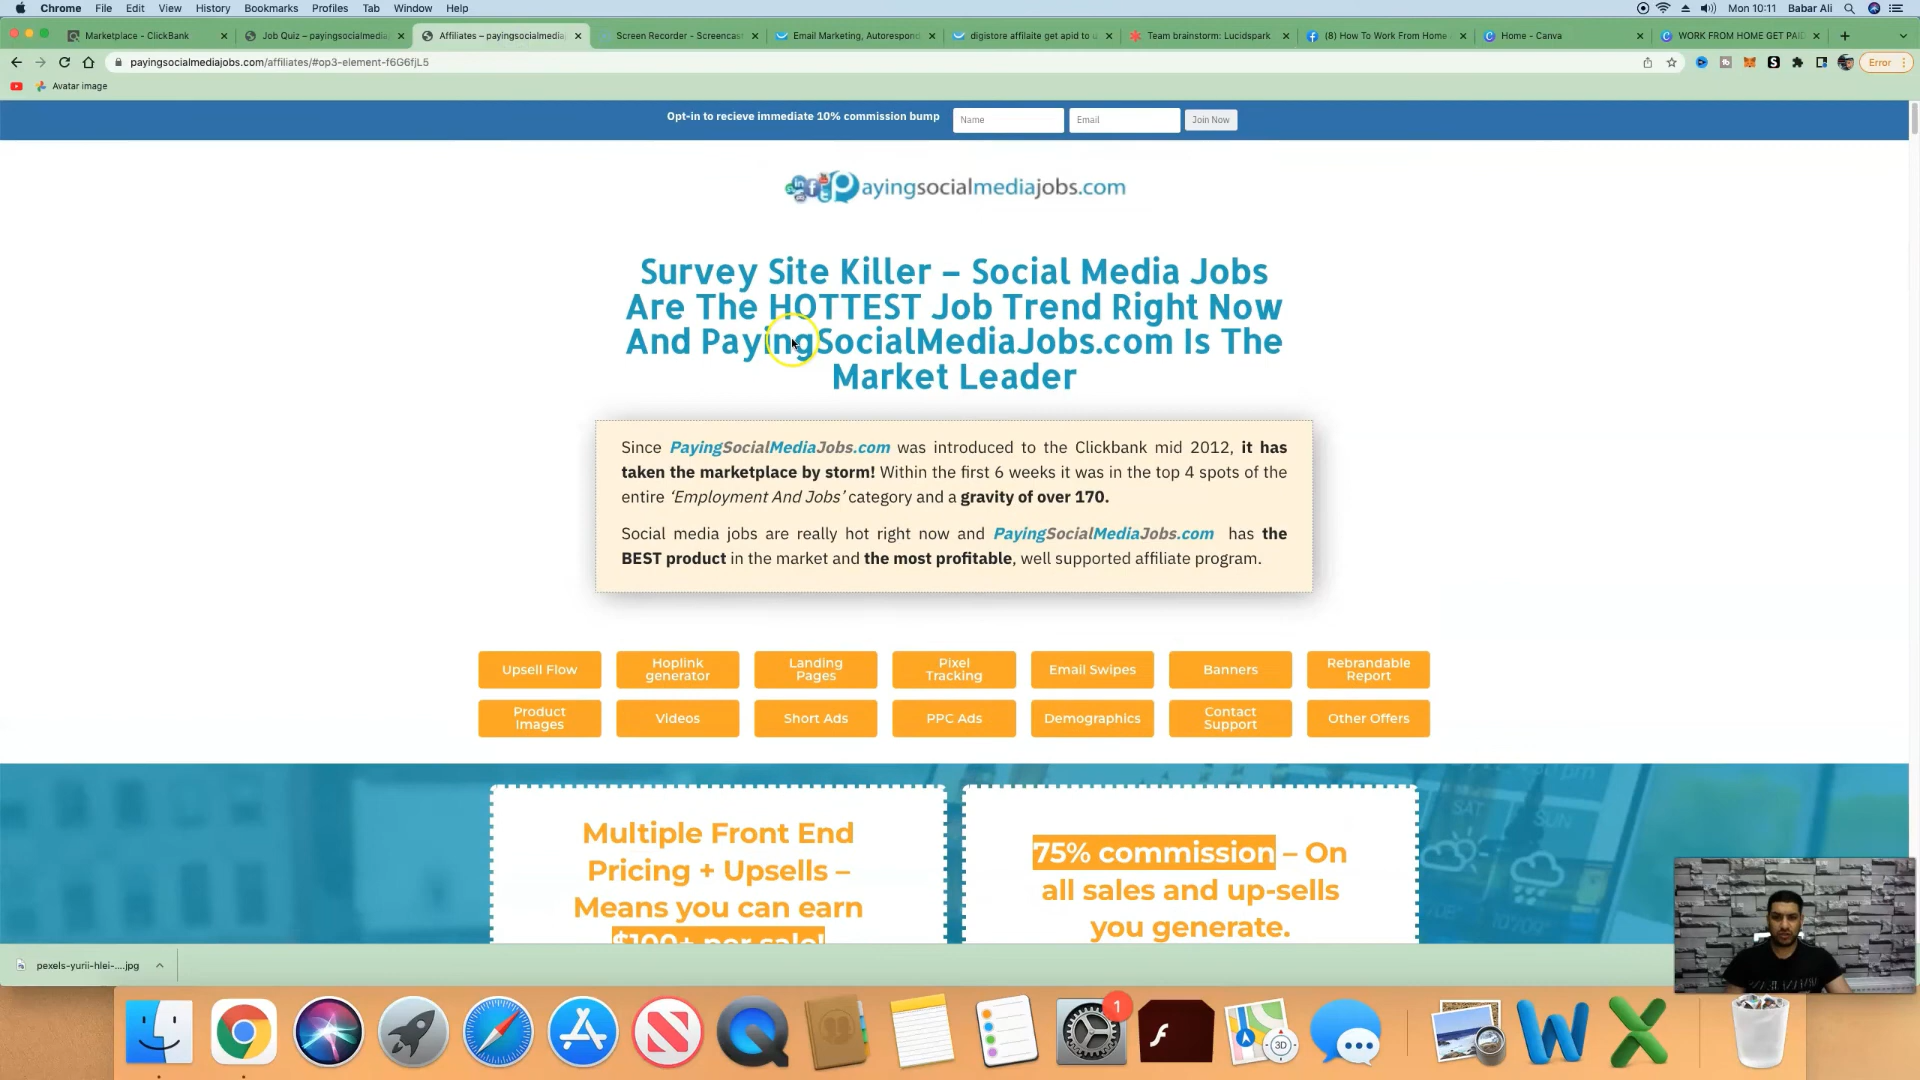 Chrome File Edit View History Bookmarks Profiles Tab Window Help Mon 10:11 Babar Ali
Marketplace - ClickBank Job Quiz – payingsocialmedia Affiliates – payingsocialmedia Screen Recorder - Screencast Email Marketing, Autorespond digistore affilaite get apid to u Team brainstorm: Lucidspark (8) How To Work From Home Home - Canva WORK FROM HOME GET PAID
payingsocialmediajobs.com/affiliates/#op3-element-f6G6fjL5 Error
Avatar image
Opt-in to recieve immediate 10% commission bump Name Email Join Now
payingsocialmediajobs.com
Survey Site Killer – Social Media Jobs
Are The HOTTEST Job Trend Right Now
And PayingSocialMediaJobs.com Is The
Market Leader
Since PayingSocialMediaJobs.com was introduced to the Clickbank mid 2012, it has
taken the marketplace by storm! Within the first 6 weeks it was in the top 4 spots of the
entire ‘Employment And Jobs’ category and a gravity of over 170.
Social media jobs are really hot right now and PayingSocialMediaJobs.com has the
BEST product in the market and the most profitable, well supported affiliate program.
Upsell Flow Hoplink generator Landing Pages Pixel Tracking Email Swipes Banners Rebrandable Report
Product Images Videos Short Ads PPC Ads Demographics Contact Support Other Offers
Multiple Front End
Pricing + Upsells –
Means you can earn
$100+ per sale!
75% commission – On
all sales and up-sells
you generate.
SAT SUN
pexels-yurii-hlei-....jpg
1
3D